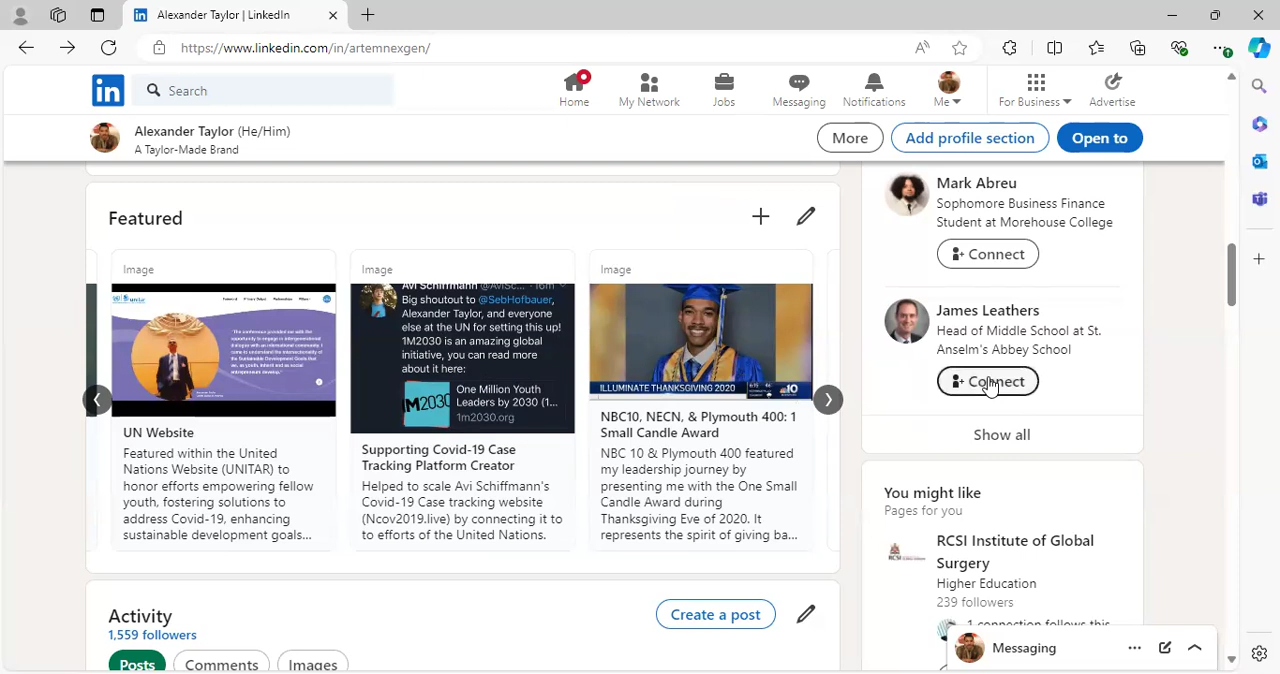 Alexander Taylor | LinkedIn
https://www.linkedin.com/in/artemnexgen/
in
Search
Home
My Network
Jobs
Messaging
Notifications
Me
For Business
Advertise
Alexander Taylor (He/Him)
A Taylor-Made Brand
More
Add profile section
Open to
Featured
Image
UN Website
Featured within the United
Nations Website (UNITAR) to
honor efforts empowering fellow
youth, fostering solutions to
address Covid-19, enhancing
sustainable development goals...
Image
Avi Schiffmann
Big shoutout to @SebHofbauer,
Alexander Taylor, and everyone
else at the UN for setting this up!
1M2030 is an amazing global
initiative, you can read more
about it here:
1M2030
One Million Youth
Leaders by 2030 (1...
1m2030.org
Supporting Covid-19 Case
Tracking Platform Creator
Helped to scale Avi Schiffmann's
Covid-19 Case tracking website
(Ncov2019.live) by connecting it to
to efforts of the United Nations.
Image
ILLUMINATE THANKSGIVING 2020
NBC10, NECN, & Plymouth 400: 1
Small Candle Award
NBC 10 & Plymouth 400 featured
my leadership journey by
presenting me with the One Small
Candle Award during
Thanksgiving Eve of 2020. It
represents the spirit of giving ba...
Activity
1,559 followers
Create a post
Posts
Comments
Images
Mark Abreu
Sophomore Business Finance
Student at Morehouse College
Connect
James Leathers
Head of Middle School at St.
Anselm's Abbey School
Connect
Show all
You might like
Pages for you
RCSI Institute of Global
Surgery
Higher Education
239 followers
1 connection follows this
Messaging